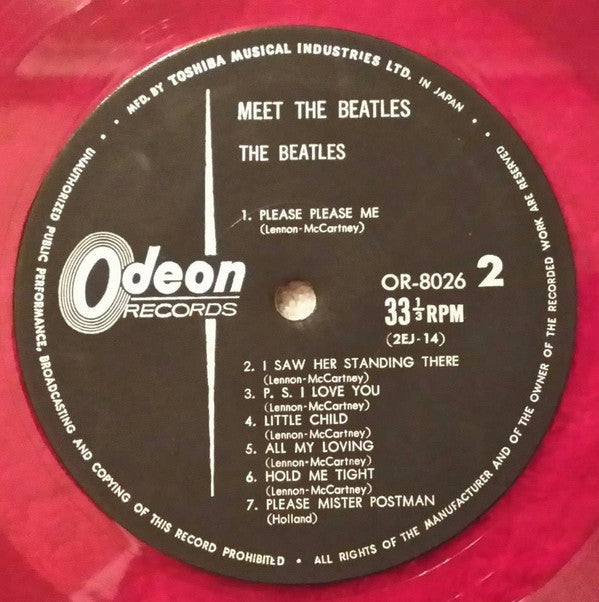 • MFD. BY TOSHIBA MUSICAL INDUSTRIES LTD. IN JAPAN •
MEET THE BEATLES
THE BEATLES
1. PLEASE PLEASE ME
(Lennon-McCartney)
Odeon
RECORDS
OR-8026 2
33⅓RPM
(2EJ-14)
2. I SAW HER STANDING THERE
(Lennon-McCartney)
3. P. S. I LOVE YOU
(Lennon-McCartney)
4. LITTLE CHILD
(Lennon-McCartney)
5. ALL MY LOVING
(Lennon-McCartney)
6. HOLD ME TIGHT
(Lennon-McCartney)
7. PLEASE MISTER POSTMAN
(Holland)
UNAUTHORIZED PUBLIC PERFORMANCE, BROADCASTING AND COPYING OF THIS RECORD PROHIBITED • ALL RIGHTS OF THE MANUFACTURER AND OF THE OWNER OF THE RECORDED WORK ARE RESERVED